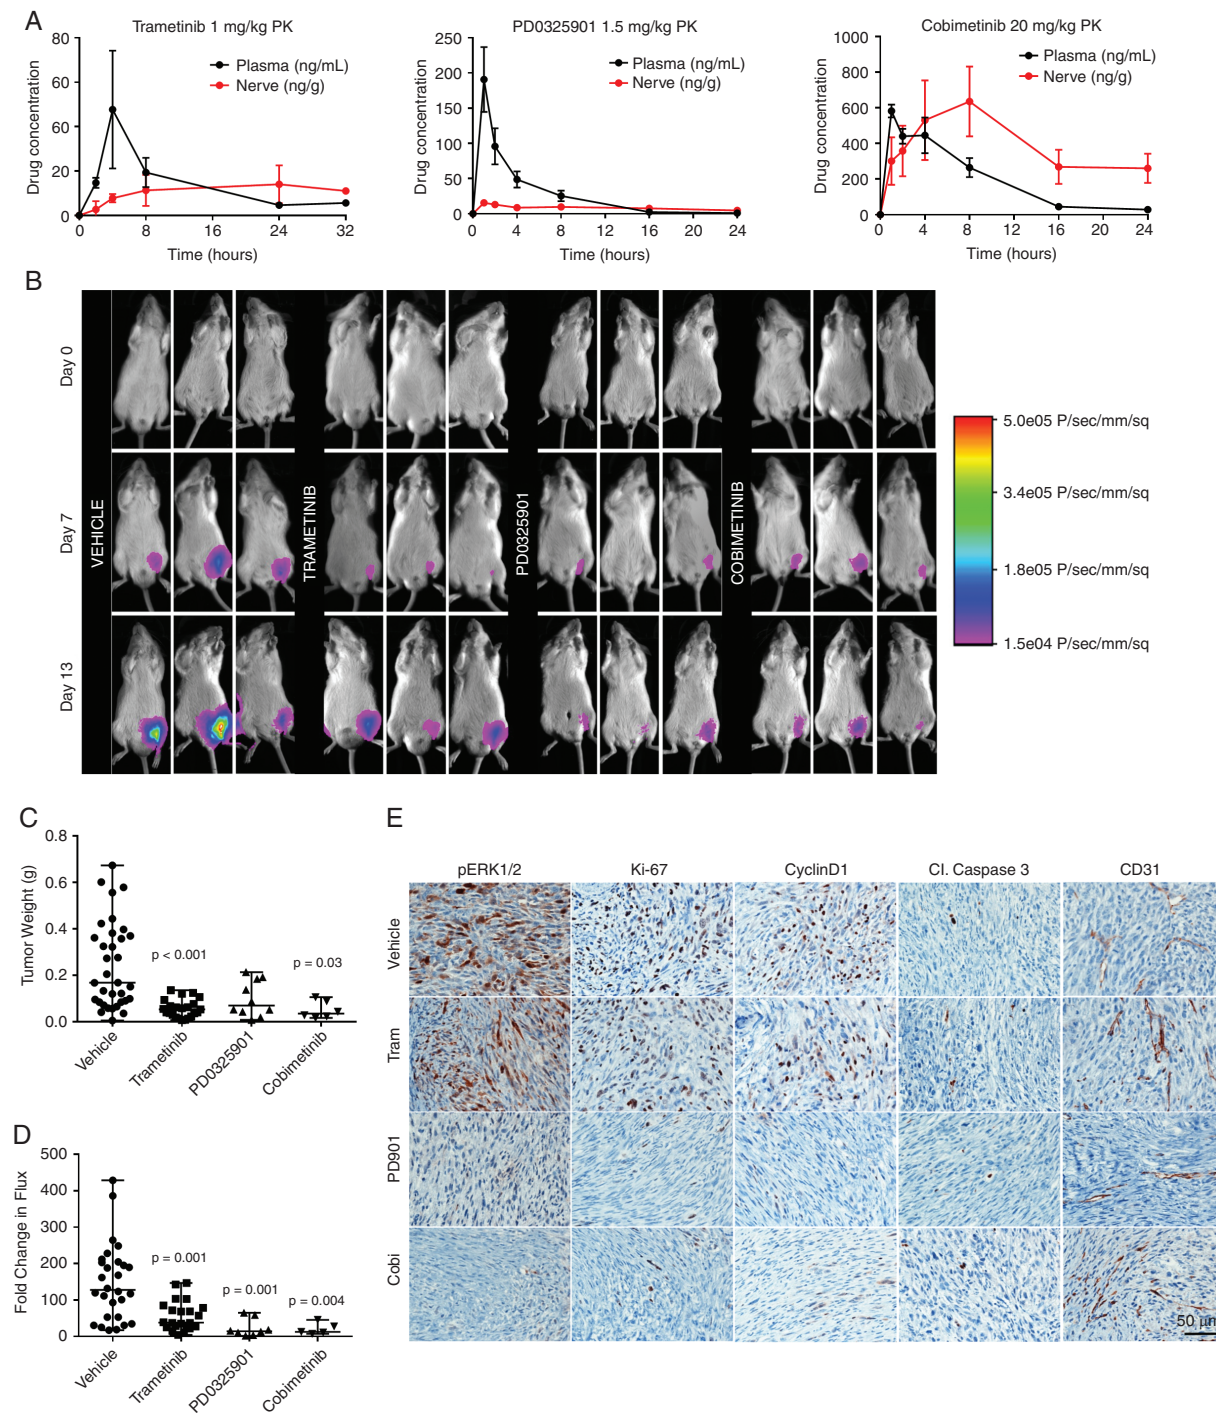 A
Trametinib 1 mg/kg PK
Drug concentration
80
60
60
20
0
Plasma (ng/mL)
Nerve (ng/g)
0 8 16 24 32
Time (hours)
PD0325901 1.5 mg/kg PK
Drug concentration
250
200
150
100
50
0
Plasma (ng/mL)
Nerve (ng/g)
0 4 8 12 16 20 24
Time (hours)
Cobimetinib 20 mg/kg PK
Drug concentration
1000
800
600
400
200
0
Plasma (ng/mL)
Nerve (ng/g)
0 4 8 12 16 20 24
Time (hours)
B
Day 0
Day 7
Day 13
VEHICLE
TRAMETINIB
PD0325901
COBIMETINIB
5.0e05 P/sec/mm/sq
3.4e05 P/sec/mm/sq
1.8e05 P/sec/mm/sq
1.5e04 P/sec/mm/sq
C
Tumor Weight (g)
0.8
0.6
0.4
0.2
0.0
p < 0.001
p = 0.03
Vehicle
Trametinib
PD0325901
Cobimetinib
D
Fold Change in Flux
500
400
300
200
100
0
p = 0.001
p = 0.001
p = 0.004
Vehicle
Trametinib
PD0325901
Cobimetinib
E
pERK1/2 Ki-67 CyclinD1 Cl. Caspase 3 CD31
Vehicle
Tram
PD901
Cobi
50 µm